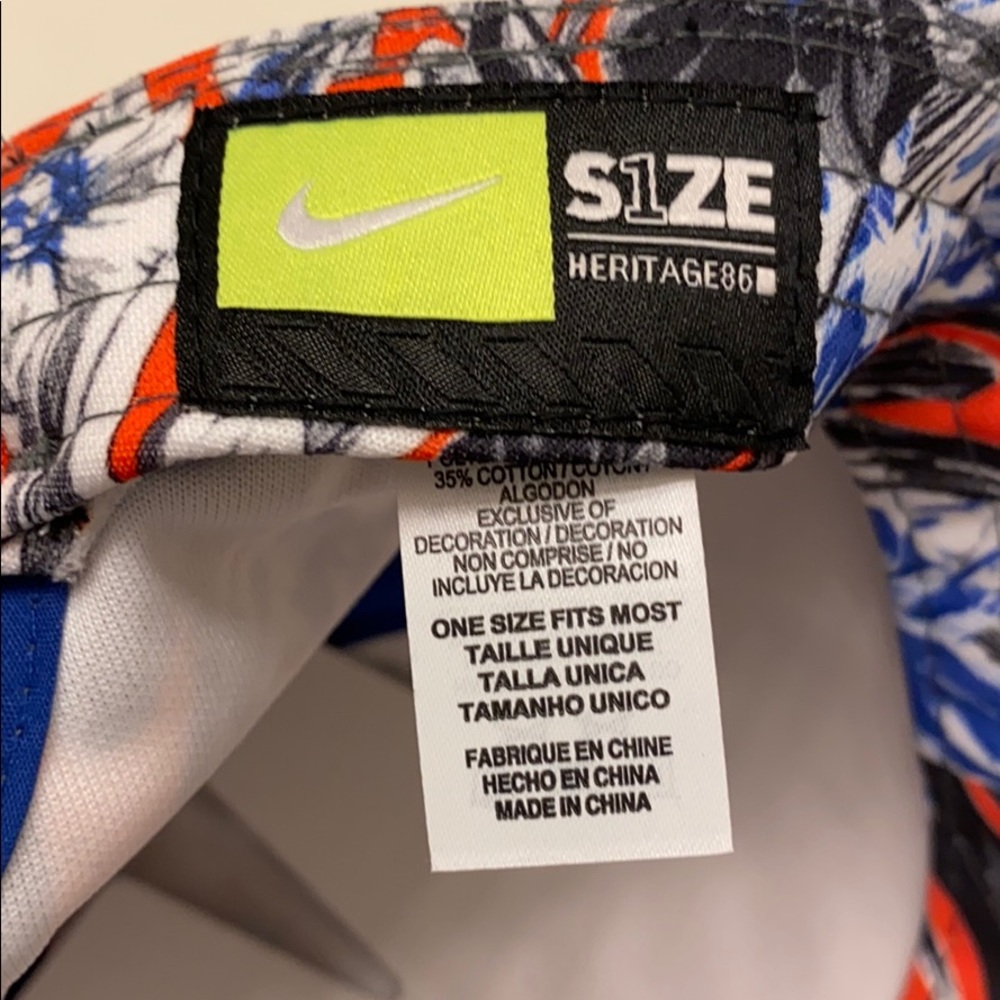 S1ZE
HERITAGE86
35% COTTON / COTON /
ALGODON
EXCLUSIVE OF
DECORATION / DECORATION
NON COMPRISE / NO
INCLUYE LA DECORACION
ONE SIZE FITS MOST
TAILLE UNIQUE
TALLA UNICA
TAMANHO UNICO
FABRIQUE EN CHINE
HECHO EN CHINA
MADE IN CHINA